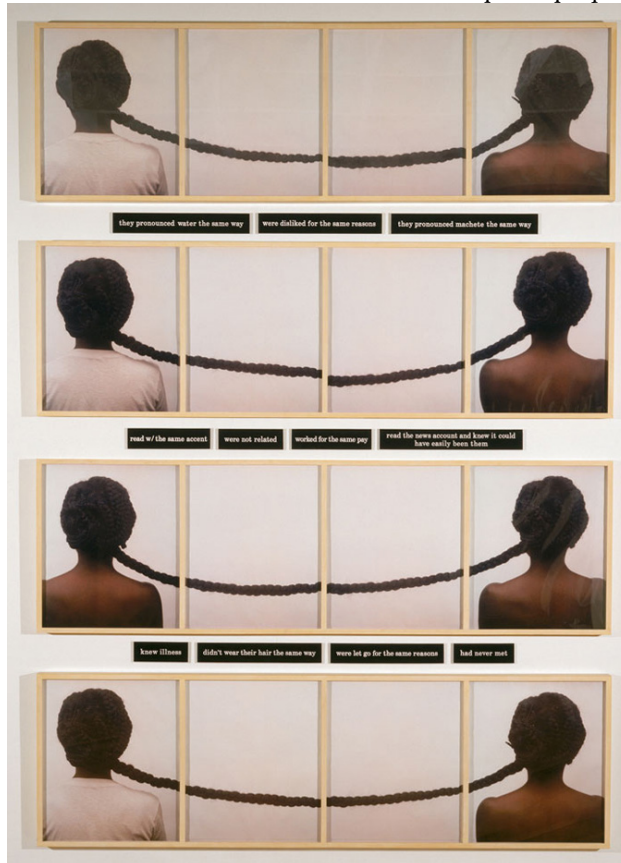 they pronounced water the same way
were disliked for the same reasons
they pronounced machete the same way
read w/ the same accent
were not related
worked for the same pay
read the news account and knew it could
have easily been them
knew illness
didn't wear their hair the same way
were let go for the same reasons
had never met